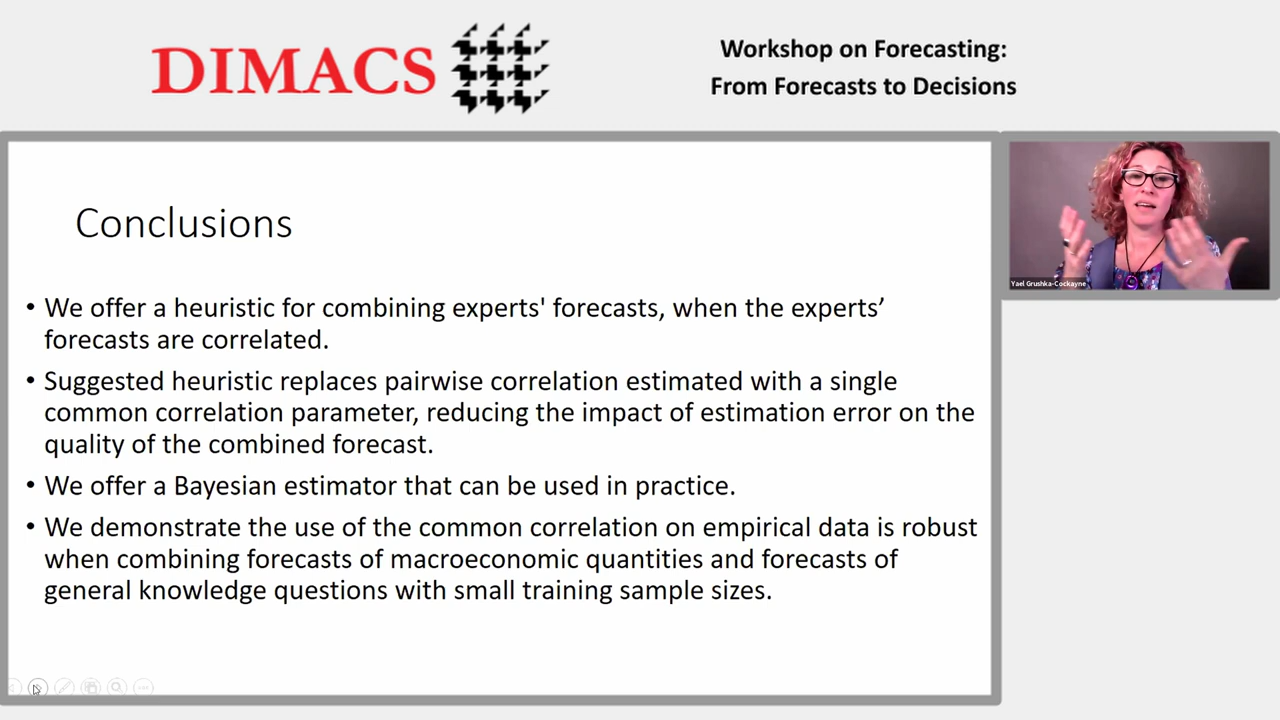 DIMACS
Workshop on Forecasting:
From Forecasts to Decisions
Conclusions
• We offer a heuristic for combining experts' forecasts, when the experts’
forecasts are correlated.
• Suggested heuristic replaces pairwise correlation estimated with a single
common correlation parameter, reducing the impact of estimation error on the
quality of the combined forecast.
• We offer a Bayesian estimator that can be used in practice.
• We demonstrate the use of the common correlation on empirical data is robust
when combining forecasts of macroeconomic quantities and forecasts of
general knowledge questions with small training sample sizes.
Yael Grushka-Cockayne